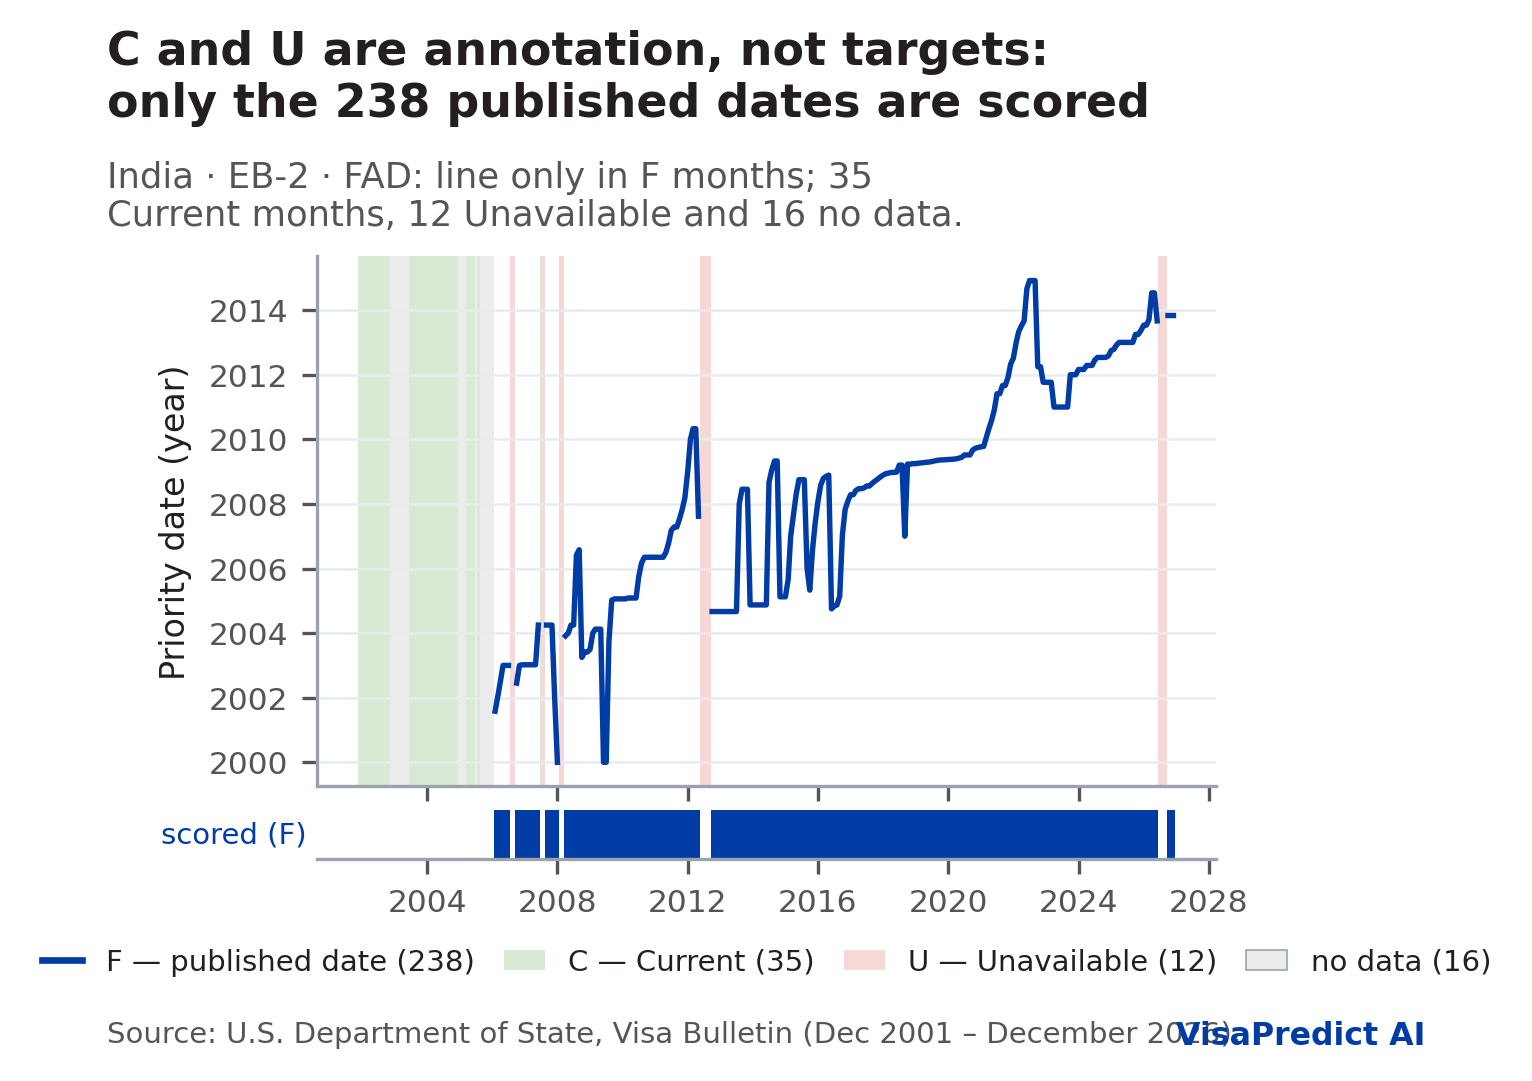 C and U are annotation, not targets:
only the 238 published dates are scored
India · EB-2 · FAD: line only in F months; 35
Current months, 12 Unavailable and 16 no data.
Priority date (year)
2014
2012
2010
2008
2006
2004
2002
2000
scored (F)
2004 2008 2012 2016 2020 2024 2028
F — published date (238) C — Current (35) U — Unavailable (12) no data (16)
Source: U.S. Department of State, Visa Bulletin (Dec 2001 – December 2026) VisaPredict AI